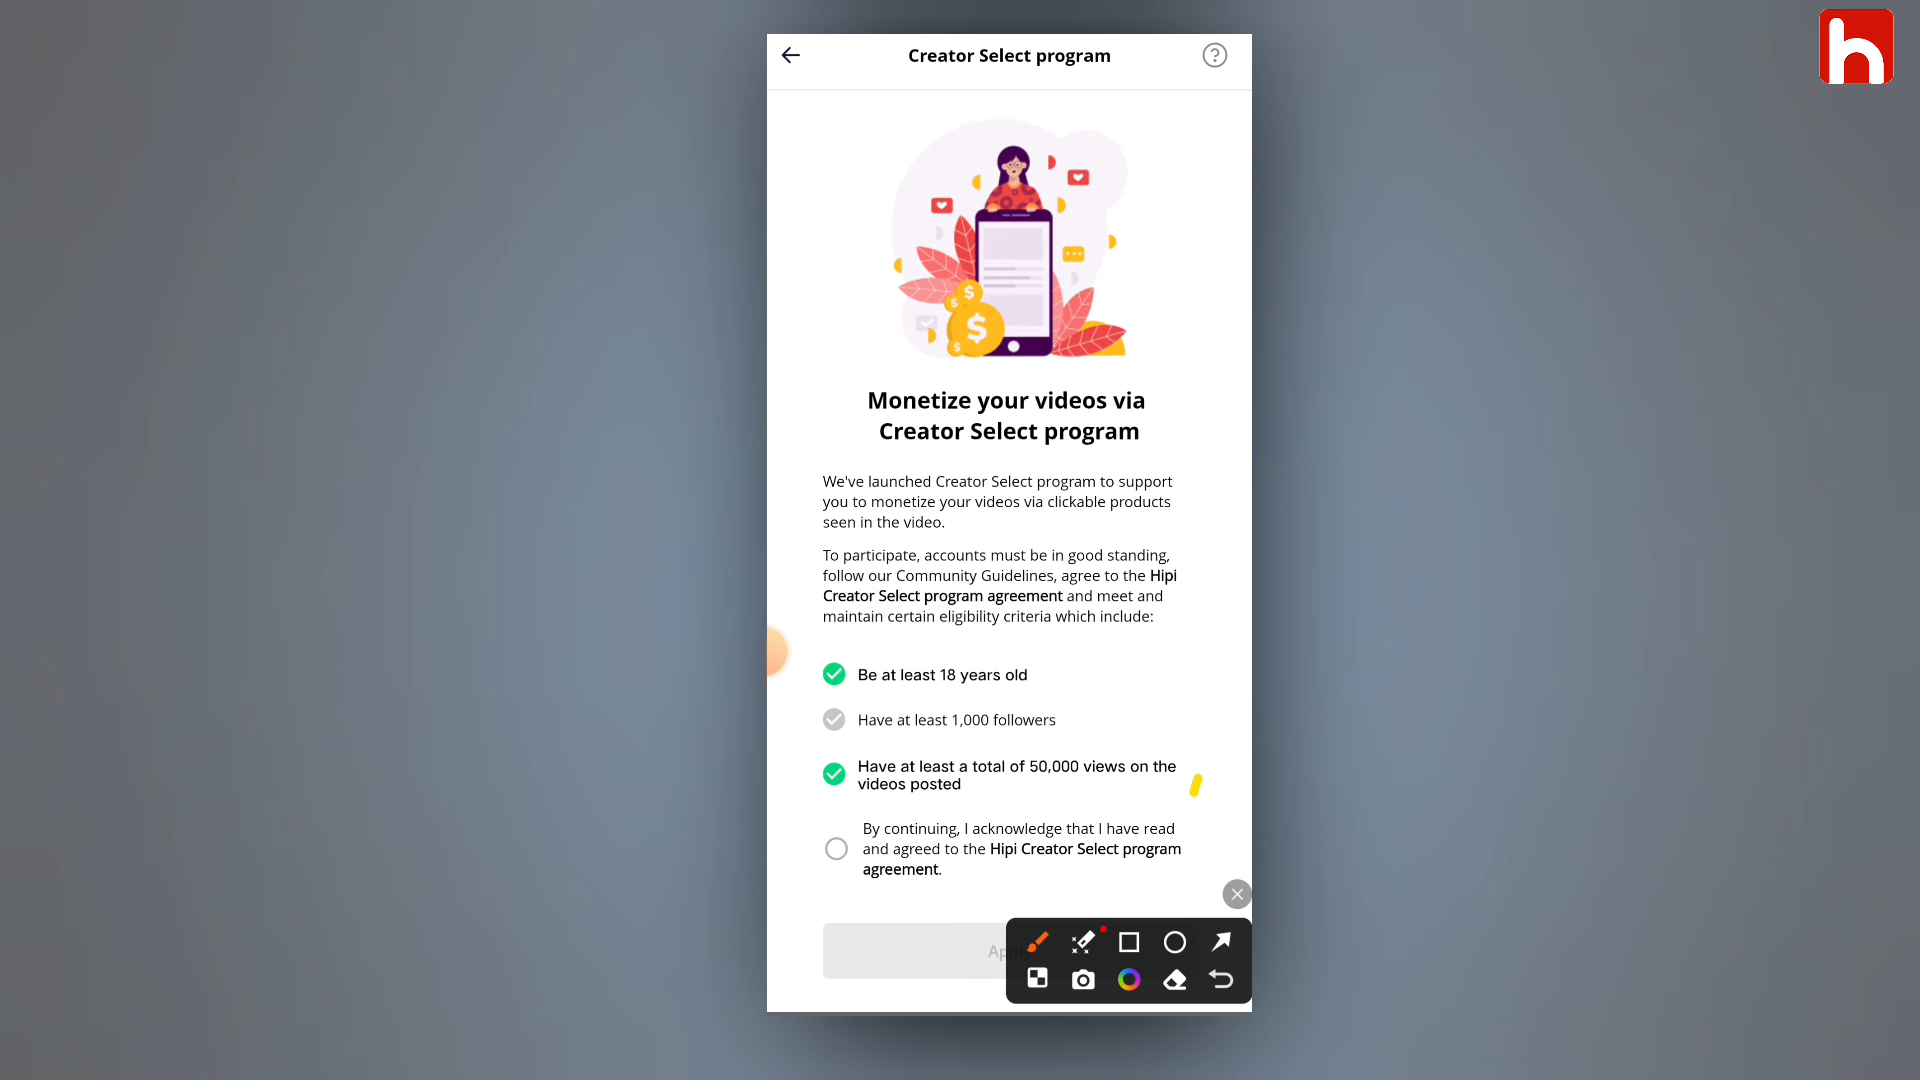 Creator Select program
Monetize your videos via
Creator Select program
We've launched Creator Select program to support
you to monetize your videos via clickable products
seen in the video.
To participate, accounts must be in good standing,
follow our Community Guidelines, agree to the Hipi
Creator Select program agreement and meet and
maintain certain eligibility criteria which include:
Be at least 18 years old
Have at least 1,000 followers
Have at least a total of 50,000 views on the
videos posted
By continuing, I acknowledge that I have read
and agreed to the Hipi Creator Select program
agreement.